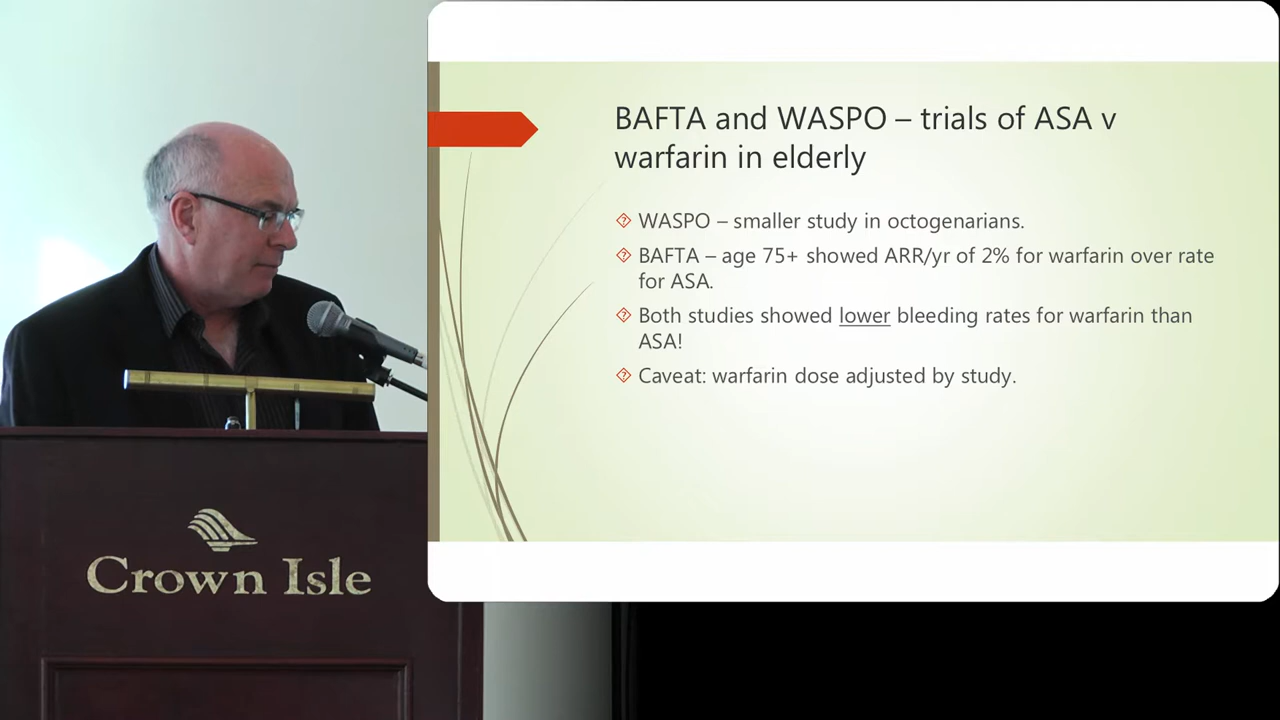 BAFTA and WASPO – trials of ASA v
warfarin in elderly
WASPO – smaller study in octogenarians.
BAFTA – age 75+ showed ARR/yr of 2% for warfarin over rate
for ASA.
Both studies showed lower bleeding rates for warfarin than
ASA!
Caveat: warfarin dose adjusted by study.
Crown Isle